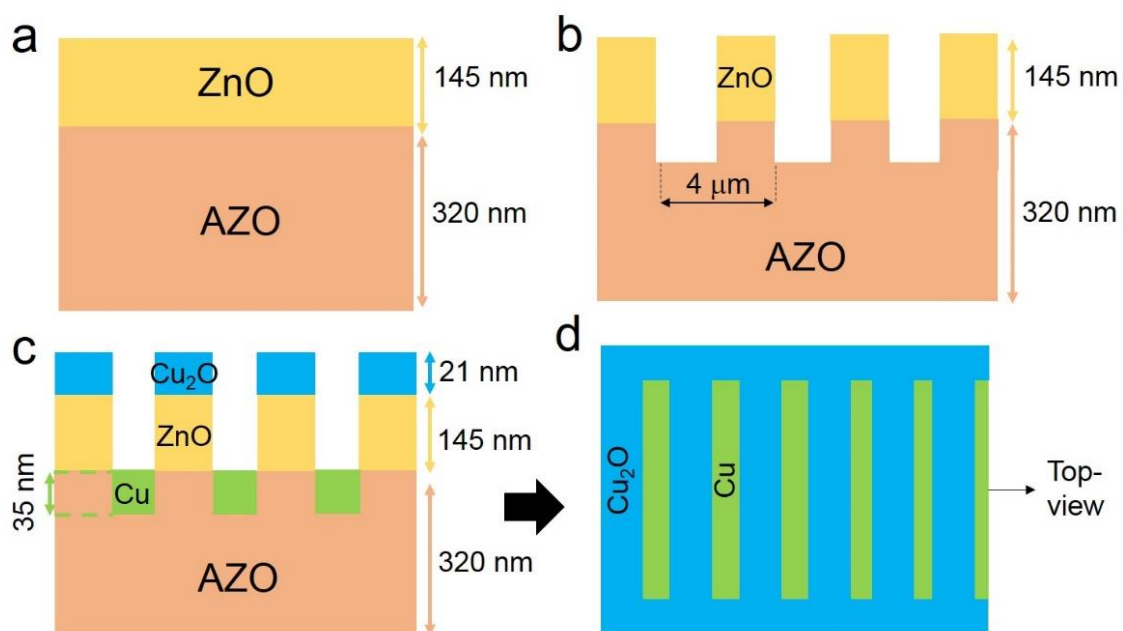 a
ZnO
145 nm
AZO
320 nm
b
ZnO
145 nm
4 μm
320 nm
AZO
c
Cu₂O
21 nm
ZnO
145 nm
35 nm
Cu
AZO
320 nm
d
Cu₂O
Cu
Top-
view